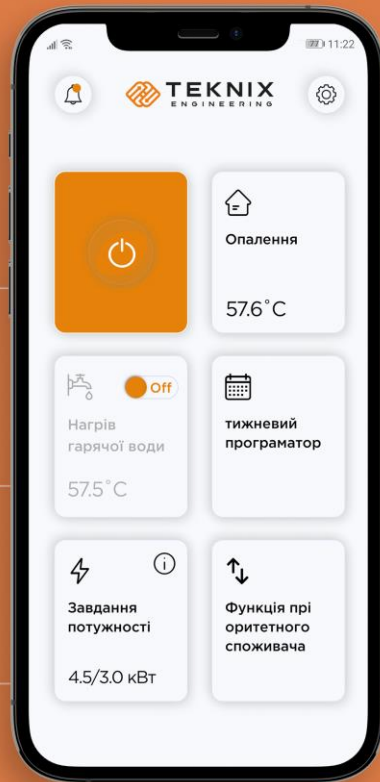 77 11:22
TEKNIX
ENGINEERING
Опалення
57.6°C
Off
Нагрів
гарячої води
57.5°C
тижневий
програматор
i
Завдання
потужності
4.5/3.0 кВт
Функція прі
оритетного
споживача